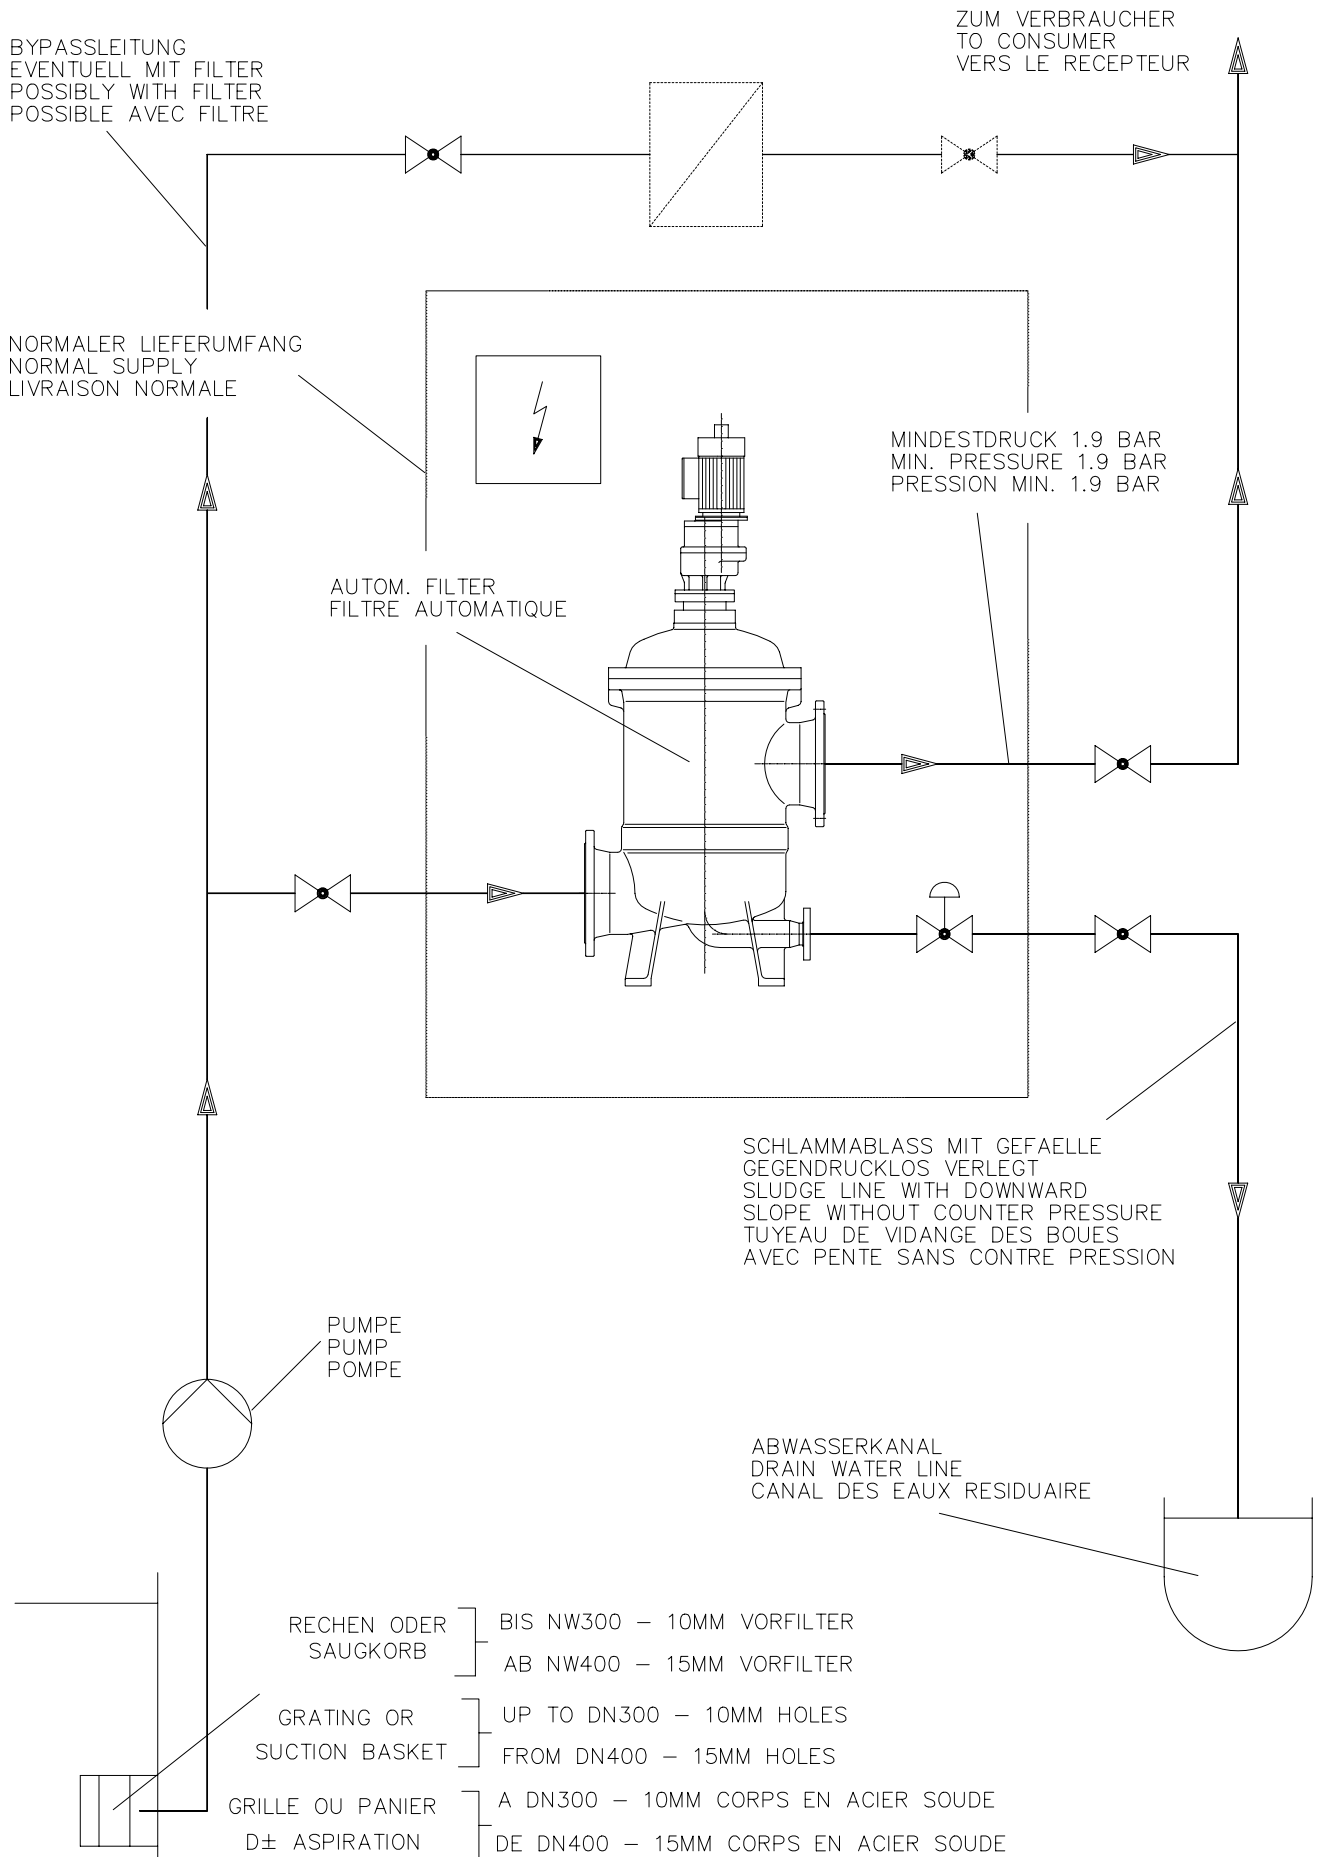 ZUM VERBRAUCHER
TO CONSUMER
VERS LE RECEPTEUR
BYPASSLEITUNG
EVENTUELL MIT FILTER
POSSIBLY WITH FILTER
POSSIBLE AVEC FILTRE
NORMALER LIEFERUMFANG
NORMAL SUPPLY
LIVRAISON NORMALE
MINDESTDRUCK 1.9 BAR
MIN. PRESSURE 1.9 BAR
PRESSION MIN. 1.9 BAR
AUTOM. FILTER
FILTRE AUTOMATIQUE
SCHLAMMABLASS MIT GEFAELLE
GEGENDRUCKLOS VERLEGT
SLUDGE LINE WITH DOWNWARD
SLOPE WITHOUT COUNTER PRESSURE
TUYEAU DE VIDANGE DES BOUES
AVEC PENTE SANS CONTRE PRESSION
PUMPE
PUMP
POMPE
ABWASSERKANAL
DRAIN WATER LINE
CANAL DES EAUX RESIDUAIRE
RECHEN ODER
SAUGKORB
BIS NW300 – 10MM VORFILTER
AB NW400 – 15MM VORFILTER
GRATING OR
SUCTION BASKET
UP TO DN300 – 10MM HOLES
FROM DN400 – 15MM HOLES
GRILLE OU PANIER
D± ASPIRATION
A DN300 – 10MM CORPS EN ACIER SOUDE
DE DN400 – 15MM CORPS EN ACIER SOUDE